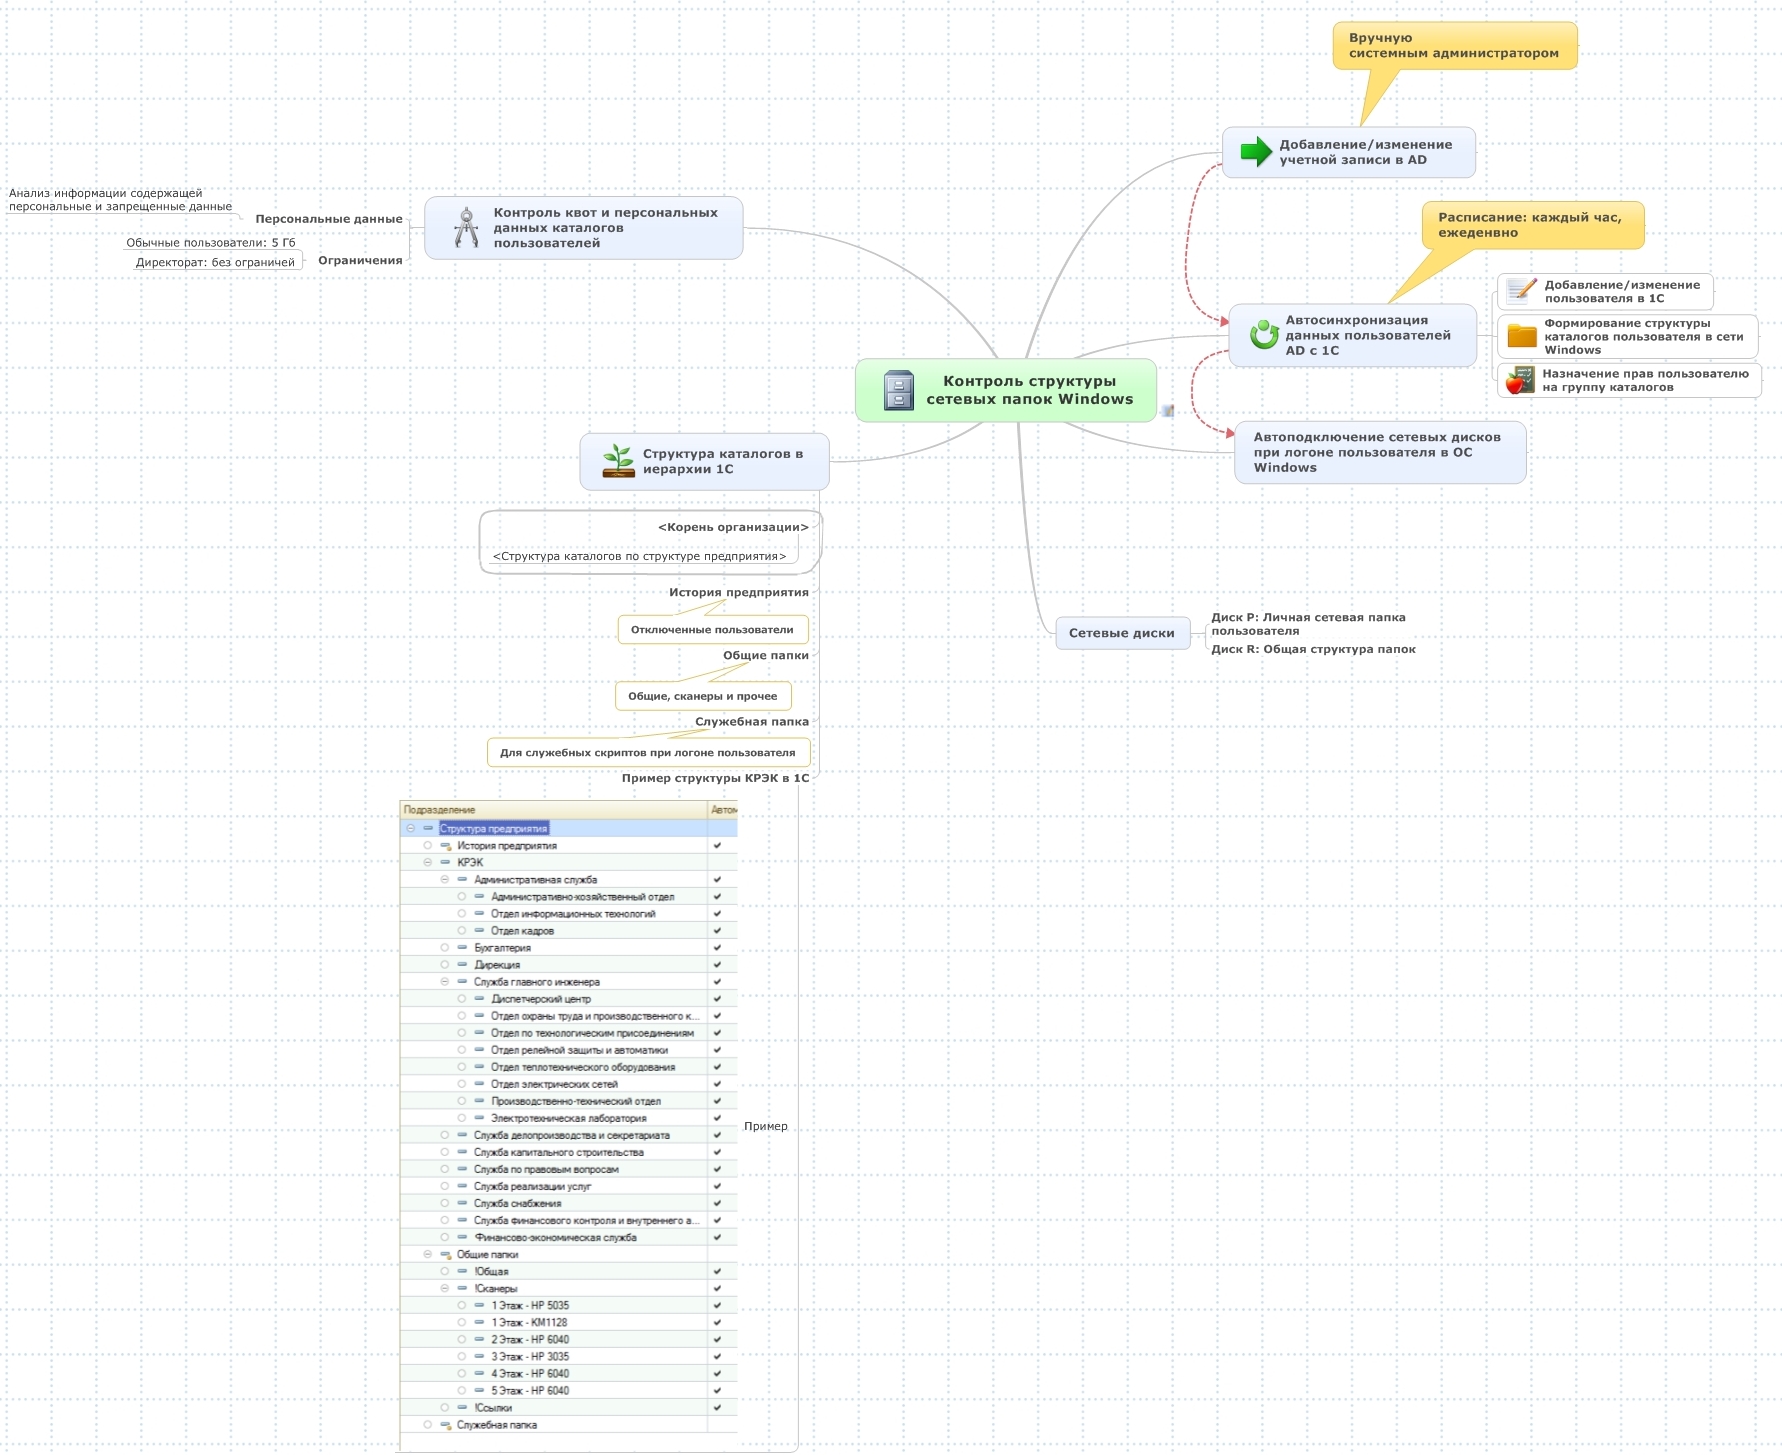 Вручную
системным администратором
Добавление/изменение
учетной записи в AD
Расписание: каждый час,
ежеденвно
Автосинхронизация
данных пользователей
AD с 1С
Добавление/изменение
пользователя в 1С
Формирование структуры
каталогов пользователя в сети
Windows
Назначение прав пользователю
на группу каталогов
Автоподключение сетевых дисков
при логоне пользователя в ОС
Windows
Контроль структуры
сетевых папок Windows
Сетевые диски
Диск P: Личная сетевая папка
пользователя
Диск R: Общая структура папок
Контроль квот и персональных
данных каталогов
пользователей
Персональные данные
Анализ информации содержащей
персональные и запрещенные данные
Ограничения
Обычные пользователи: 5 Гб
Директорат: без ограничей
Структура каталогов в
иерархии 1С
<Корень организации>
<Структура каталогов по структуре предприятия>
История предприятия
Отключенные пользователи
Общие папки
Общие, сканеры и прочее
Служебная папка
Для служебных скриптов при логоне пользователя
Пример структуры КРЭК в 1С
Пример
Подразделение Автом
Структура предприятия
История предприятия
КРЭК
Административная служба
Административно-хозяйственный отдел
Отдел информационных технологий
Отдел кадров
Бухгалтерия
Дирекция
Служба главного инженера
Диспетчерский центр
Отдел охраны труда и производственного к...
Отдел по технологическим присоединениям
Отдел релейной защиты и автоматики
Отдел теплотехнического оборудования
Отдел электрических сетей
Производственно-технический отдел
Электротехническая лаборатория
Служба делопроизводства и секретариата
Служба капитального строительства
Служба по правовым вопросам
Служба реализации услуг
Служба снабжения
Служба финансового контроля и внутреннего а...
Финансово-экономическая служба
Общие папки
!Общая
!Сканеры
1 Этаж - HP 5035
1 Этаж - KM1128
2 Этаж - HP 6040
3 Этаж - HP 3035
4 Этаж - HP 6040
5 Этаж - HP 6040
!Ссылки
Служебная папка